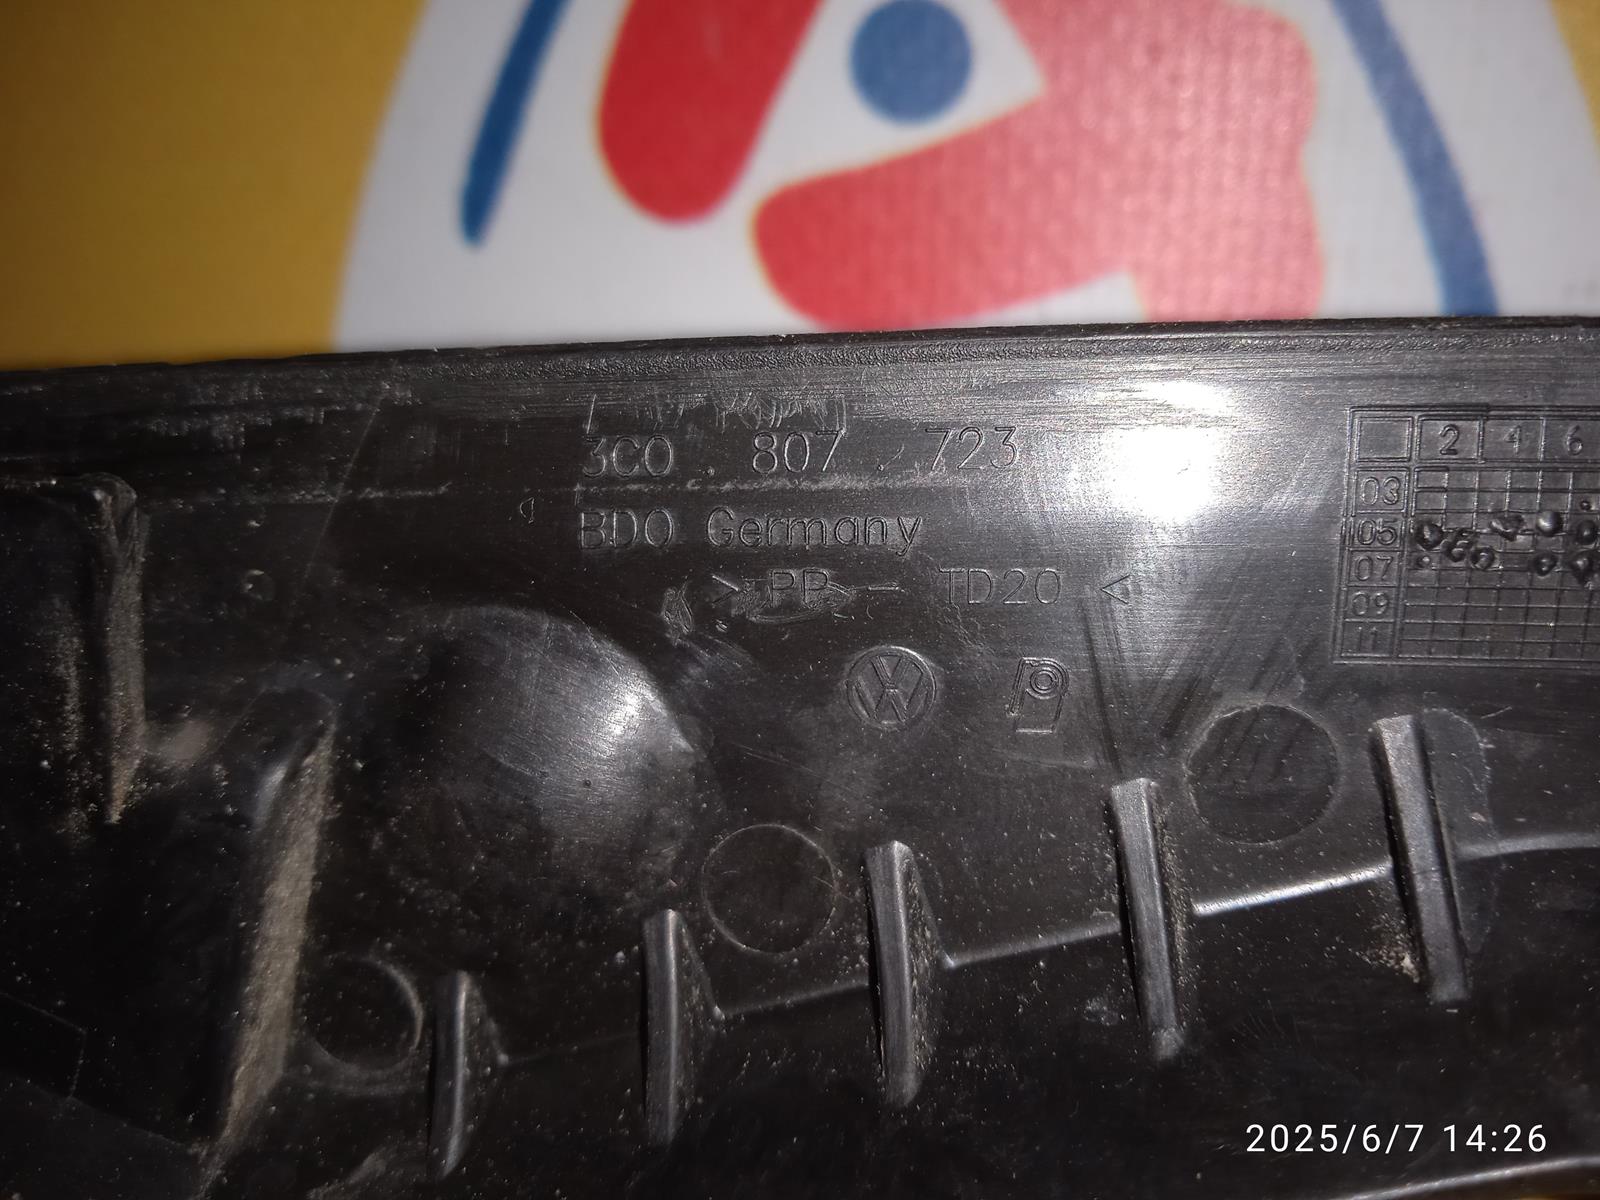 3C0 . 807 . 723
BDO Germany
> PP - TD20 <
2 4 6
03
05
07
09
11
2025/6/7 14:26